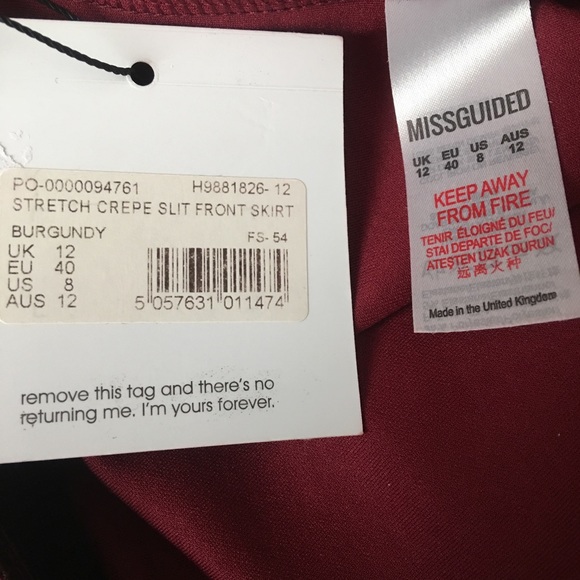 PO-0000094761 H9881826- 12
STRETCH CREPE SLIT FRONT SKIRT
BURGUNDY FS- 54
UK 12
EU 40
US 8
AUS 12
5 057631 011474
remove this tag and there's no
returning me. I'm yours forever.
MISSGUIDED
UK EU US AUS
12 40 8 12
KEEP AWAY
FROM FIRE
TENIR ÉLOIGNÉ DU FEU/
STAI DEPARTE DE FOC/
ATEŞTEN UZAK DURUN
远离火种
Made in the United Kingdom